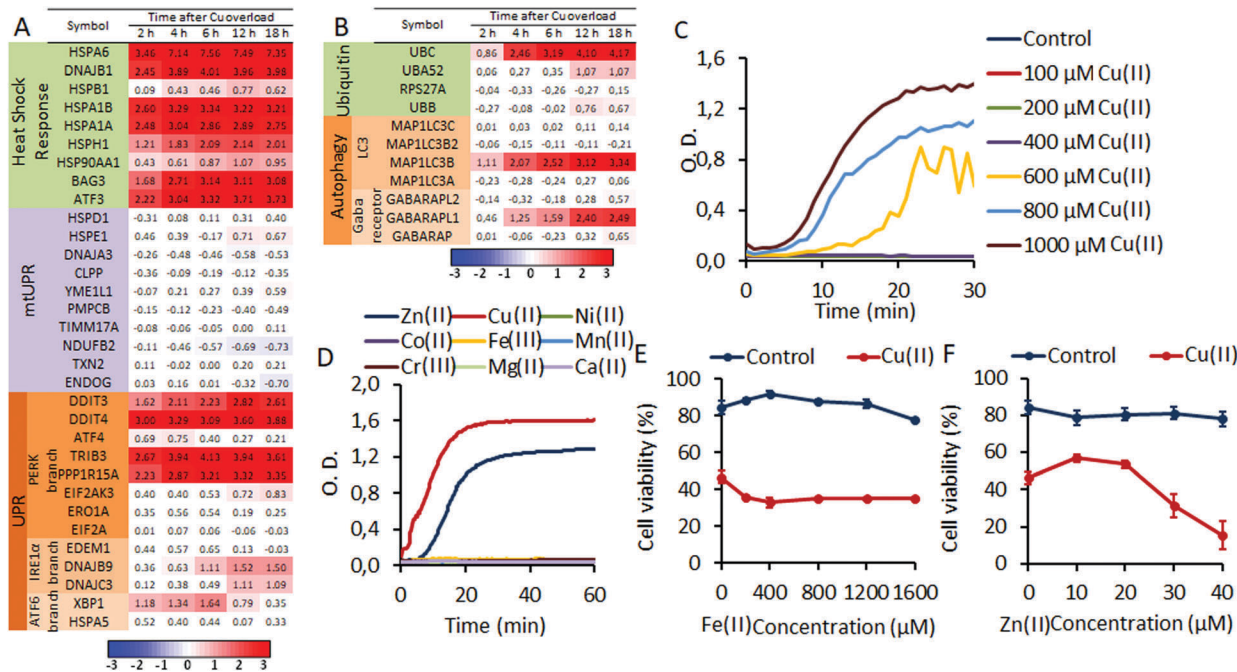 A
Symbol
Time after Cu overload
2 h 4 h 6 h 12 h 18 h
Heat Shock Response
HSPA6 3.46 7.14 7.56 7.49 7.35
DNAJB1 2.45 3.89 4.01 3.96 3.98
HSPB1 0.09 0.43 0.46 0.77 0.62
HSPA1B 2.60 3.29 3.34 3.22 3.21
HSPA1A 2.48 3.04 2.86 2.89 2.75
HSPH1 1.21 1.83 2.09 2.14 2.01
HSP90AA1 0.43 0.61 0.87 1.07 0.95
BAG3 1.68 2.71 3.14 3.11 3.08
ATF3 2.22 3.04 3.32 3.71 3.73
mtUPR
HSPD1 -0.31 0.08 0.11 0.31 0.40
HSPE1 0.46 0.39 -0.17 0.71 0.67
DNAJA3 -0.26 -0.48 -0.46 -0.58 -0.53
CLPP -0.36 -0.09 -0.19 -0.12 -0.35
YME1L1 -0.07 0.21 0.27 0.39 0.59
PMPCB -0.15 -0.12 -0.23 -0.40 -0.49
TIMM17A -0.08 -0.06 -0.05 0.00 0.11
NDUFB2 -0.11 -0.46 -0.57 -0.69 -0.73
TXN2 0.11 -0.02 0.00 0.20 0.21
ENDOG 0.03 0.16 0.01 -0.32 -0.70
UPR
PERK branch
DDIT3 1.62 2.11 2.23 2.82 2.61
DDIT4 3.00 3.29 3.09 3.60 3.88
ATF4 0.69 0.75 0.40 0.27 0.21
TRIB3 2.67 3.94 4.13 3.94 3.61
PPP1R15A 2.23 2.87 3.21 3.32 3.35
EIF2AK3 0.40 0.40 0.53 0.72 0.83
ERO1A 0.35 0.56 0.54 0.19 0.25
EIF2A 0.01 0.07 0.06 -0.06 -0.03
IRE1α branch
EDEM1 0.44 0.57 0.65 0.13 -0.03
DNAJB9 0.36 0.63 1.11 1.52 1.50
DNAJC3 0.12 0.38 0.49 1.11 1.09
ATF6 branch
XBP1 1.18 1.34 1.64 0.79 0.35
HSPA5 0.52 0.40 0.44 0.07 0.33
-3 -2 -1 0 1 2 3
B
Symbol
Time after Cu overload
2 h 4 h 6 h 12 h 18 h
Ubiquitin
UBC 0,86 2,46 3,19 4,10 4,17
UBA52 0,06 0,27 0,35 1,07 1,07
RPS27A -0,04 -0,33 -0,26 -0,27 0,15
UBB -0,27 -0,08 -0,02 0,76 0,67
Autophagy
LC3
MAP1LC3C 0,01 0,03 0,02 0,11 0,14
MAP1LC3B2 -0,06 -0,15 -0,11 -0,11 -0,21
MAP1LC3B 1,11 2,07 2,52 3,12 3,14
MAP1LC3A -0,23 -0,28 -0,24 -0,27 0,06
Gaba receptor
GABARAPL2 -0,14 -0,32 -0,18 0,28 0,57
GABARAPL1 0,46 1,25 1,59 2,40 2,49
GABARAP 0,01 -0,06 -0,23 0,32 0,65
-3 -2 -1 0 1 2 3
C
1,6
1,2
0,8
0,4
0,0
O. D.
0 10 20 30
Time (min)
Control
100 µM Cu(II)
200 µM Cu(II)
400 µM Cu(II)
600 µM Cu(II)
800 µM Cu(II)
1000 µM Cu(II)
D
Zn(II) Cu(II) Ni(II)
Co(II) Fe(III) Mn(II)
Cr(III) Mg(II) Ca(II)
2,0
1,6
1,2
0,8
0,4
0,0
O. D.
0 20 40 60
Time (min)
E
Control Cu(II)
100
80
60
40
20
0
Cell viability (%)
0 400 800 1200 1600
Fe(II)Concentration (µM)
F
Control Cu(II)
100
80
60
40
20
0
Cell viability (%)
0 10 20 30 40
Zn(II)Concentration (µM)